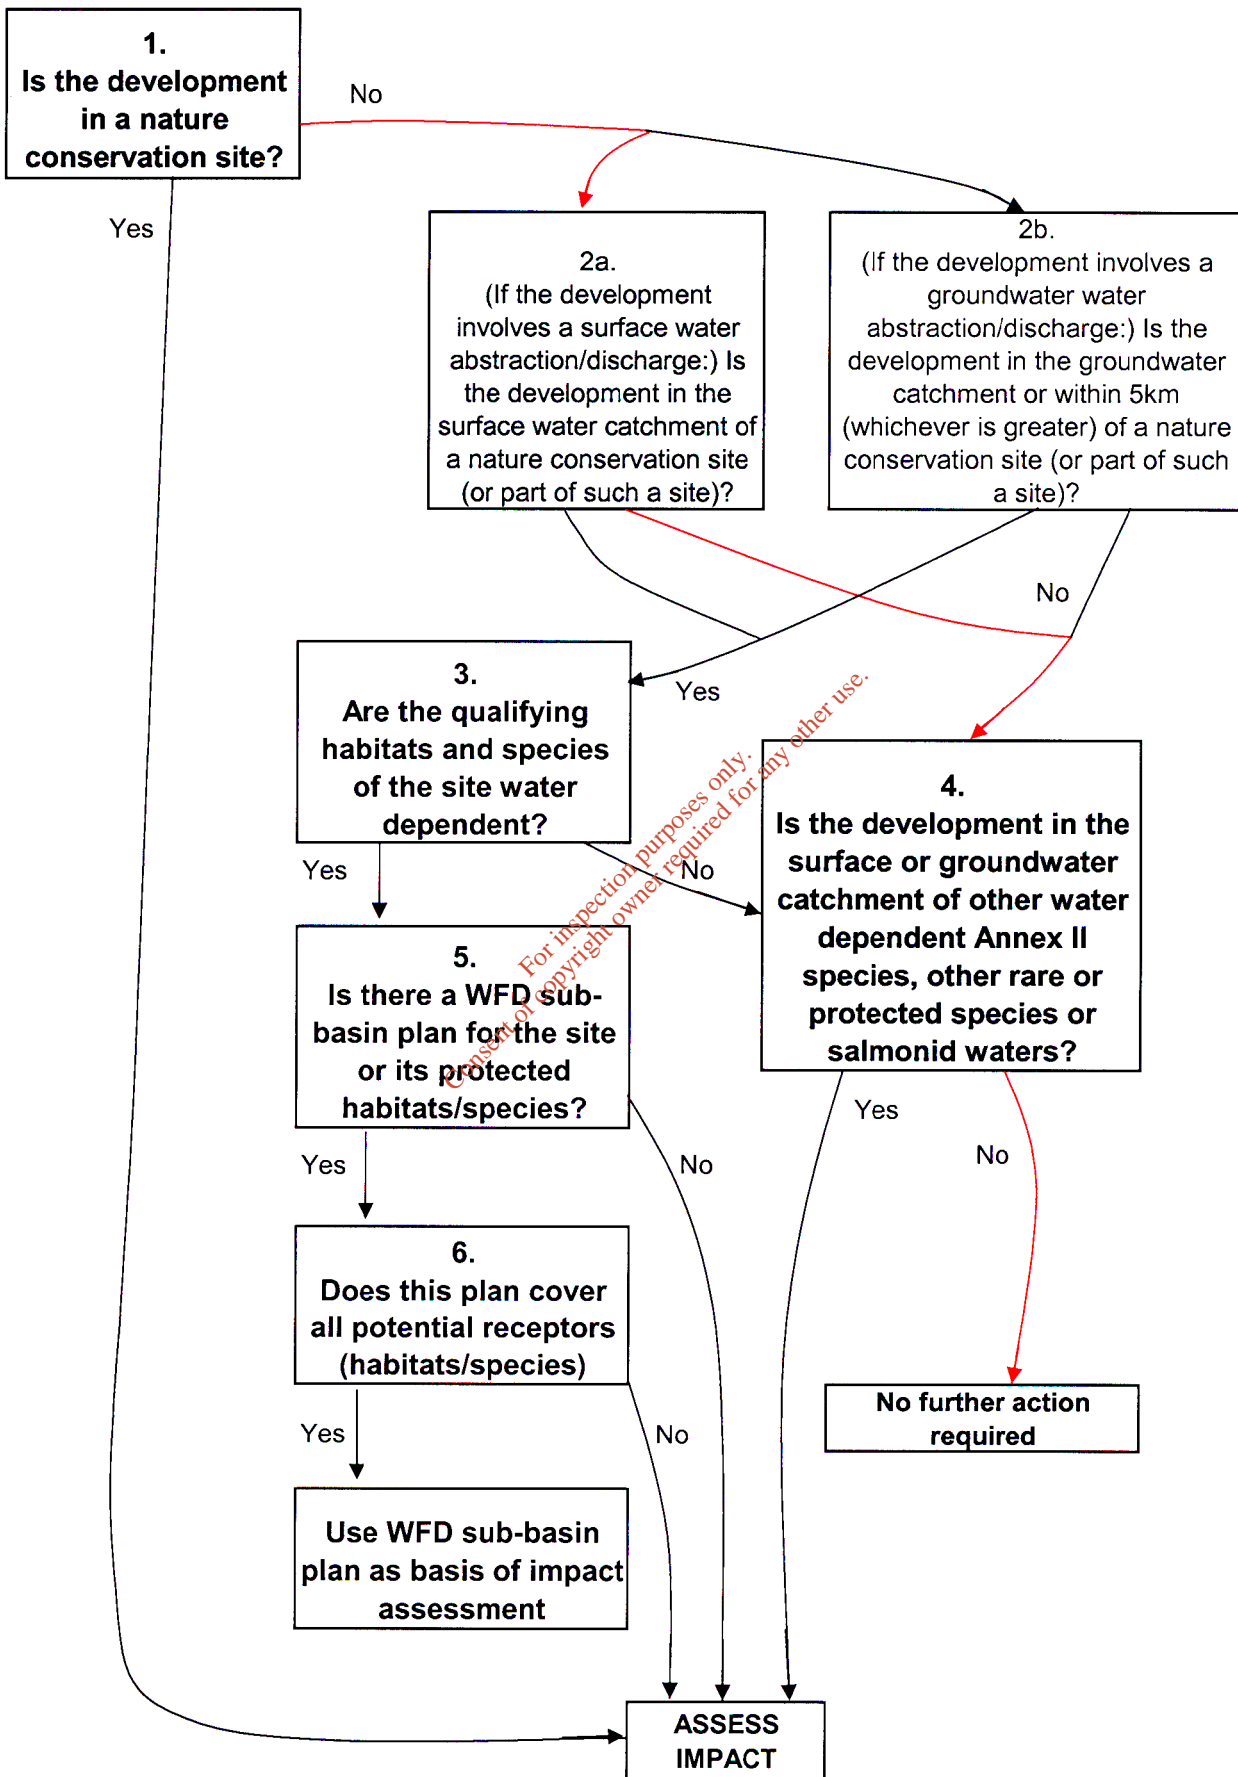 1.
Is the development
in a nature
conservation site?
No
Yes
2a.
(If the development
involves a surface water
abstraction/discharge:) Is
the development in the
surface water catchment of
a nature conservation site
(or part of such a site)?
2b.
(If the development involves a
groundwater water
abstraction/discharge:) Is the
development in the groundwater
catchment or within 5km
(whichever is greater) of a nature
conservation site (or part of such
a site)?
No
Yes
3.
Are the qualifying
habitats and species
of the site water
dependent?
Yes
No
4.
Is the development in the
surface or groundwater
catchment of other water
dependent Annex II
species, other rare or
protected species or
salmonid waters?
For inspection purposes only.
Consent of copyright owner required for any other use.
5.
Is there a WFD sub-
basin plan for the site
or its protected
habitats/species?
Yes
No
Yes
No
6.
Does this plan cover
all potential receptors
(habitats/species)
Yes
No
No further action
required
Use WFD sub-basin
plan as basis of impact
assessment
ASSESS
IMPACT